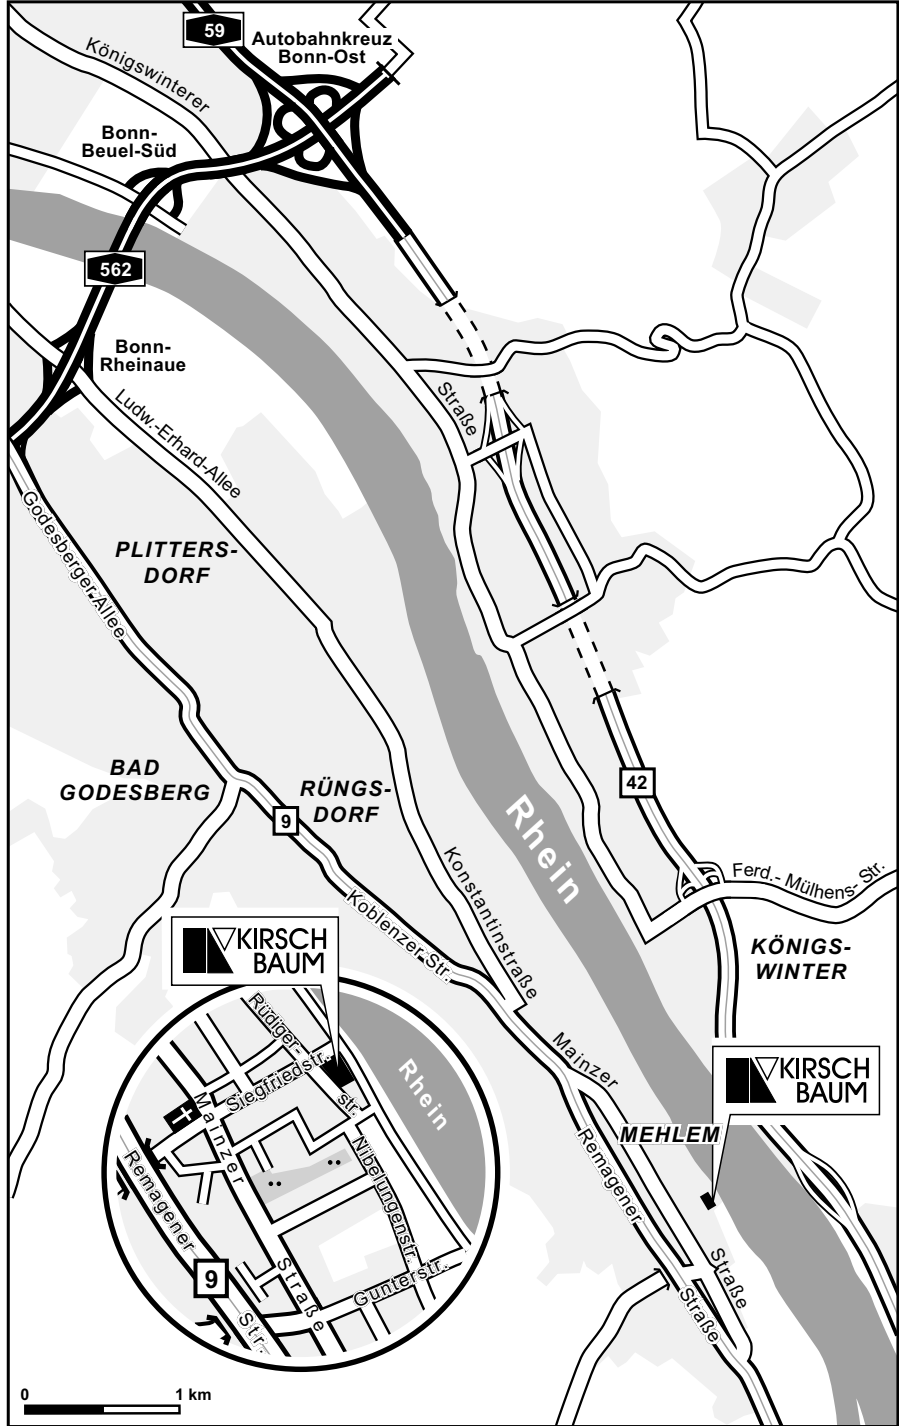 59
Autobahnkreuz
Bonn-Ost
Königswinterer
Bonn-
Beuel-Süd
562
Bonn-
Rheinaue
Ludw.-Erhard-Allee
Straße
Godesberger-Allee
PLITTERS-
DORF
BAD
GODESBERG
RÜNGS-
DORF
9
42
Rhein
Ferd.- Mülhens- Str.
Konstantinstraße
Koblenzer-Str.
KÖNIGS-
WINTER
KIRSCH
BAUM
Mainzer
KIRSCH
BAUM
MEHLEM
Remagener
Straße
Straße
Rüdiger-
str.
Siegfriedstr.
Rhein
Mainzer
Straße
Nibelungenstr.
Remagener
Str.
9
Gunterstr.
0
1 km